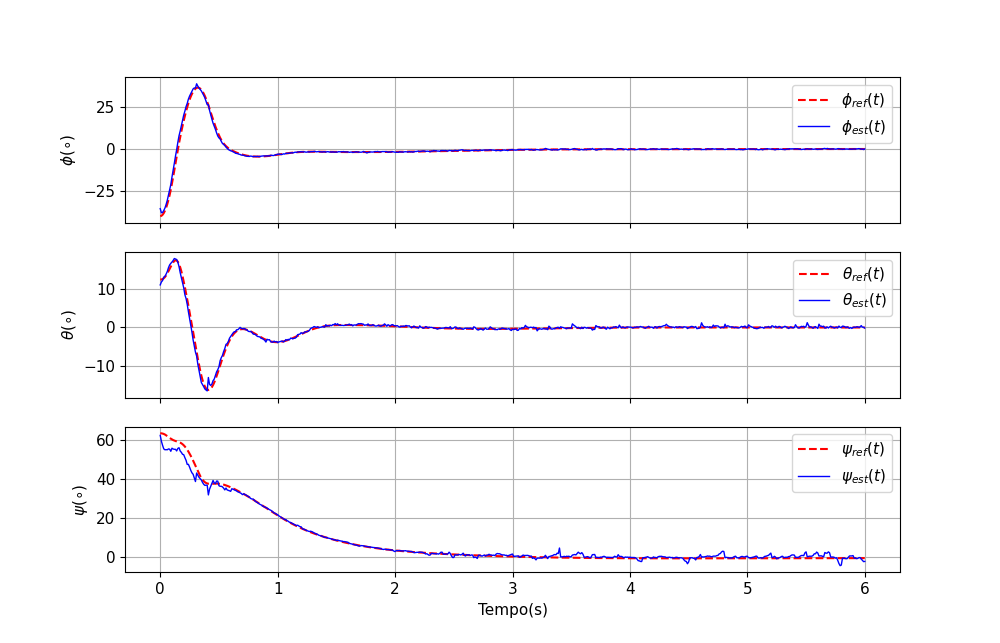 25
0
−25
ϕ(∘)
ϕref(t)
ϕest(t)
10
0
−10
θ(∘)
θref(t)
θest(t)
60
40
20
0
ψ(∘)
ψref(t)
ψest(t)
0 1 2 3 4 5 6
Tempo(s)